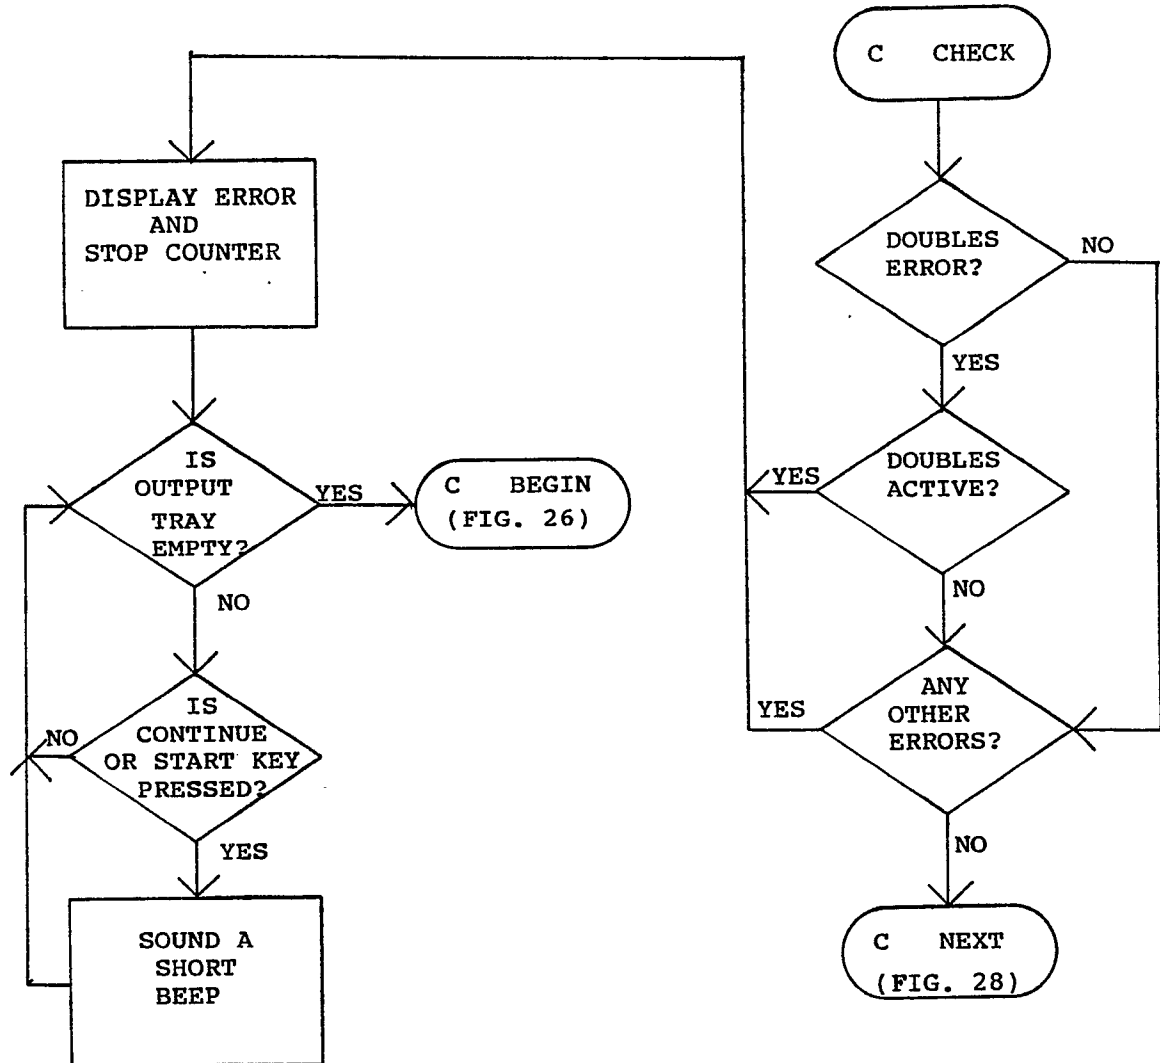 C CHECK
DOUBLES
ERROR?
NO
YES
DOUBLES
ACTIVE?
YES
NO
ANY
OTHER
ERRORS?
YES
NO
C NEXT
(FIG. 28)
DISPLAY ERROR
AND
STOP COUNTER
IS
OUTPUT
TRAY
EMPTY?
YES
C BEGIN
(FIG. 26)
NO
IS
CONTINUE
OR START KEY
PRESSED?
NO
YES
SOUND A
SHORT
BEEP